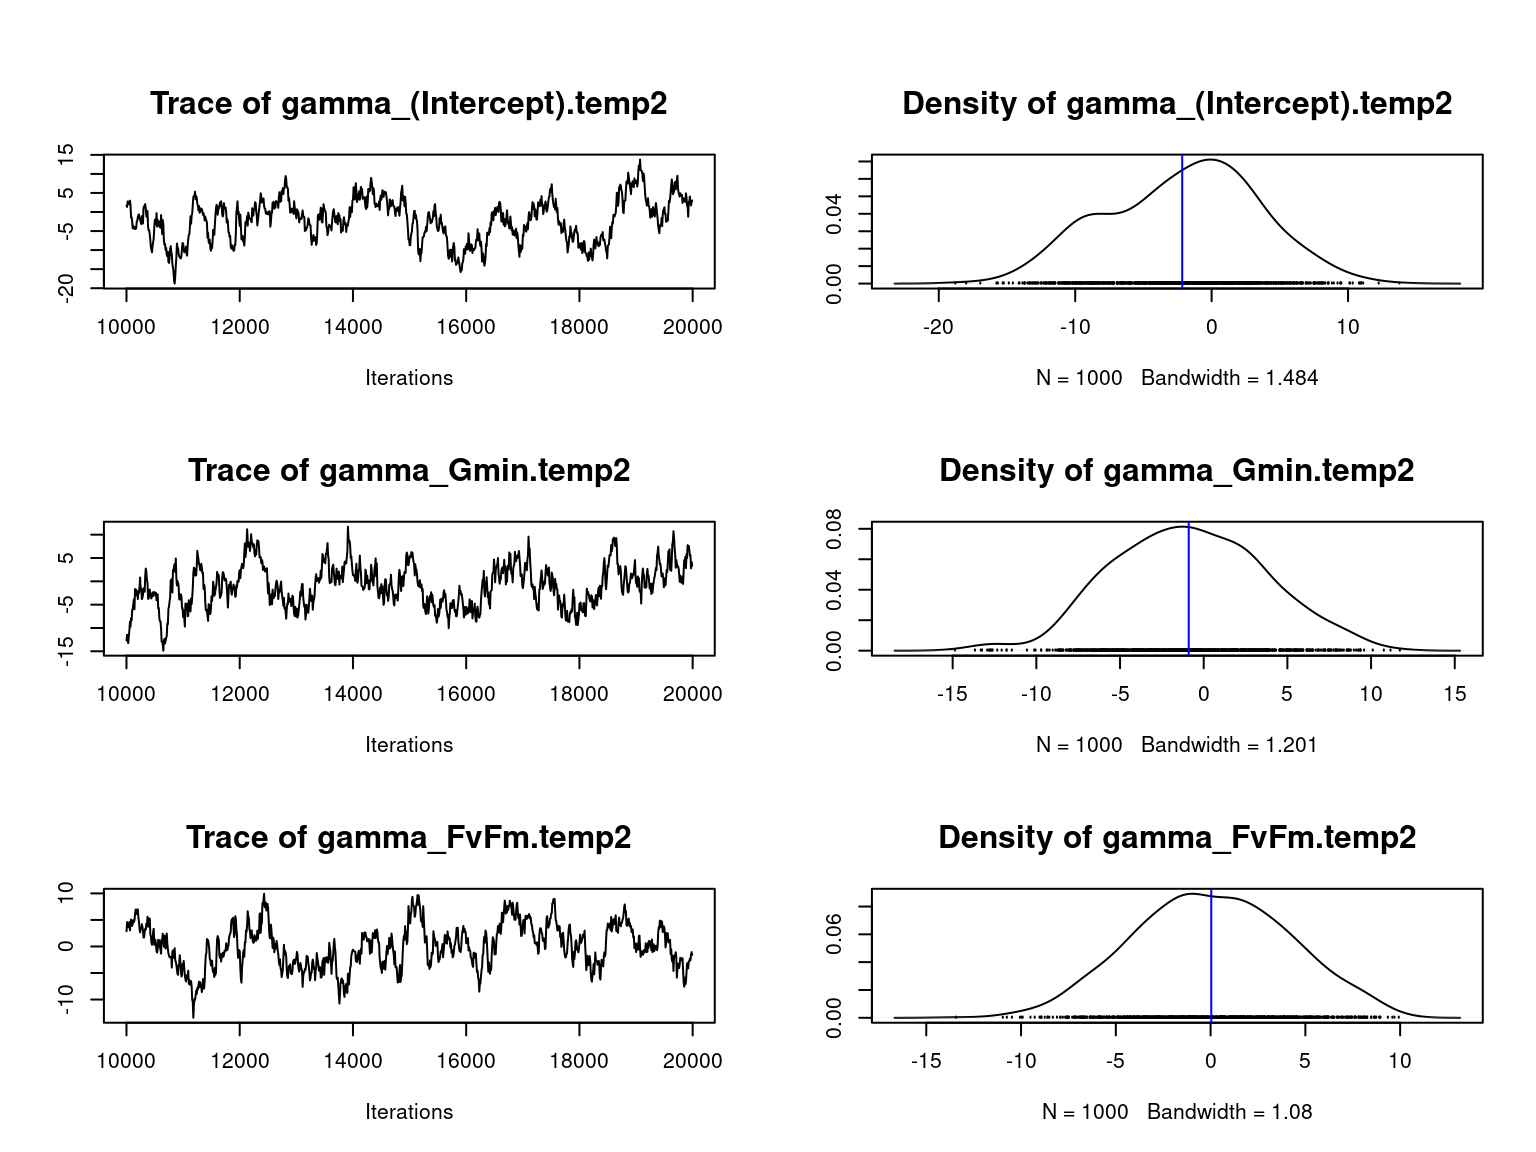 Trace of gamma_(Intercept).temp2
15
5
-5
-20
10000 12000 14000 16000 18000 20000
Iterations
Density of gamma_(Intercept).temp2
0.04
0.00
-20 -10 0 10
N = 1000 Bandwidth = 1.484
Trace of gamma_Gmin.temp2
5
-5
-15
10000 12000 14000 16000 18000 20000
Iterations
Density of gamma_Gmin.temp2
0.08
0.04
0.00
-15 -10 -5 0 5 10 15
N = 1000 Bandwidth = 1.201
Trace of gamma_FvFm.temp2
10
0
-10
10000 12000 14000 16000 18000 20000
Iterations
Density of gamma_FvFm.temp2
0.06
0.00
-15 -10 -5 0 5 10
N = 1000 Bandwidth = 1.08